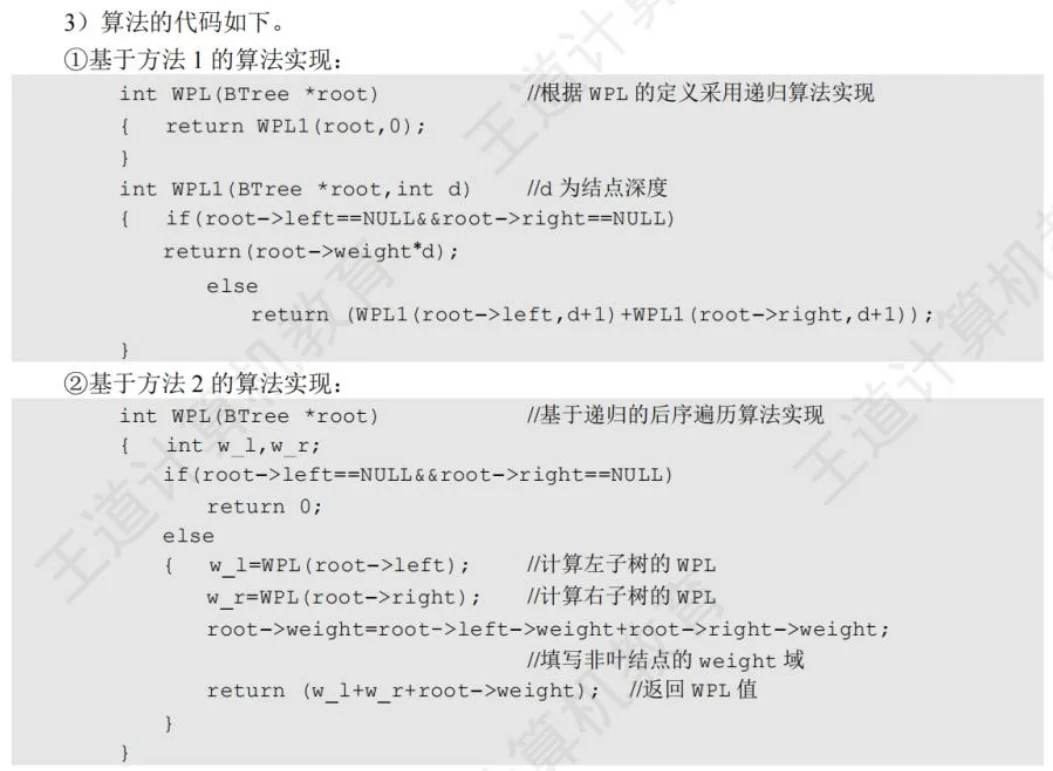 3）算法的代码如下。
①基于方法 1 的算法实现：
int WPL(BTree *root) //根据 WPL 的定义采用递归算法实现
{ return WPL1(root,0);
}
int WPL1(BTree *root,int d) //d 为结点深度
{ if(root->left==NULL&&root->right==NULL)
return(root->weight*d);
else
return (WPL1(root->left,d+1)+WPL1(root->right,d+1));
}
②基于方法 2 的算法实现：
int WPL(BTree *root) //基于递归的后序遍历算法实现
{ int w_l,w_r;
if(root->left==NULL&&root->right==NULL)
return 0;
else
{ w_l=WPL(root->left); //计算左子树的 WPL
w_r=WPL(root->right); //计算右子树的 WPL
root->weight=root->left->weight+root->right->weight;
//填写非叶结点的 weight 域
return (w_l+w_r+root->weight); //返回 WPL 值
}
}
王道计算机教育
王道计算机教育
王道计算机教
算机教育